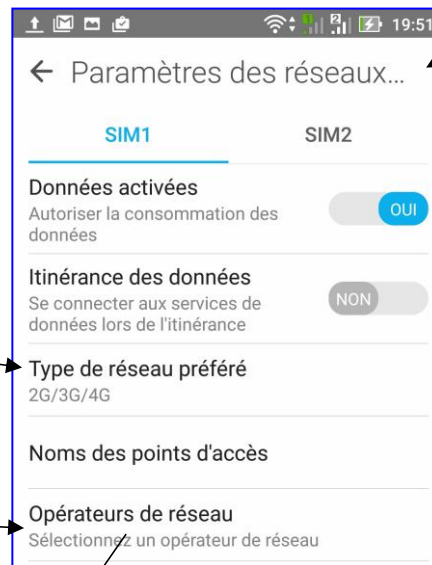 19:51
Paramètres des réseaux...
SIM1 SIM2
Données activées
Autoriser la consommation des
données
OUI
Itinérance des données
Se connecter aux services de
données lors de l'itinérance
NON
Type de réseau préféré
2G/3G/4G
Noms des points d'accès
Opérateurs de réseau
Sélectionnez un opérateur de réseau